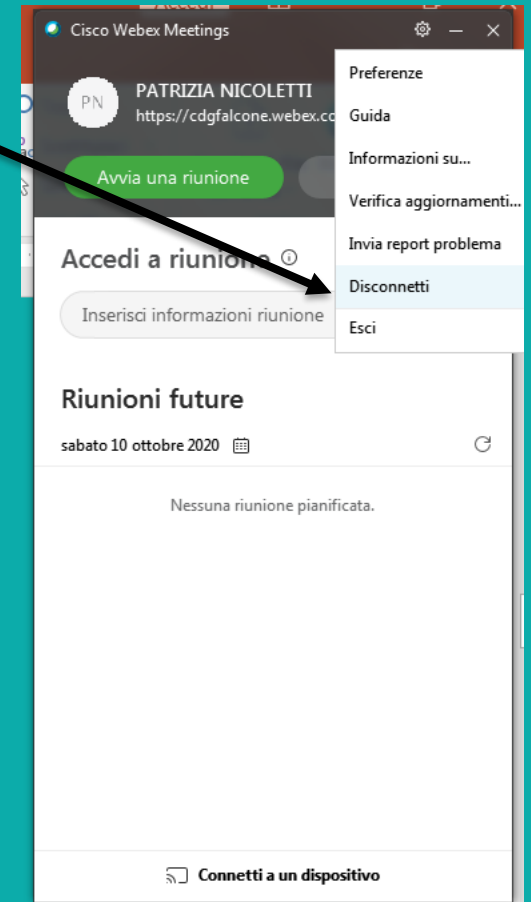 Cisco Webex Meetings
PN
PATRIZIA NICOLETTI
https://cdgfalcone.webex.co
Avvia una riunione
Preferenze
Guida
Informazioni su...
Verifica aggiornamenti...
Invia report problema
Disconnetti
Esci
Accedi a riunione
Inserisci informazioni riunione
Riunioni future
sabato 10 ottobre 2020
Nessuna riunione pianificata.
Connetti a un dispositivo